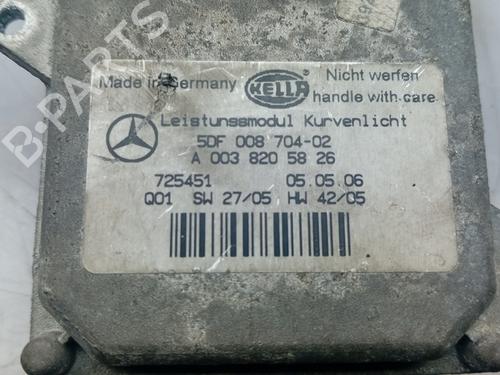 Made in Germany
HELLA
Nicht werfen
handle with care
Leistunssmodul Kurvenlicht
5DF 008 704-02
A 003 820 58 26
725451 05.05.06
Q01 SW 27/05 HW 42/05
B-PARTS